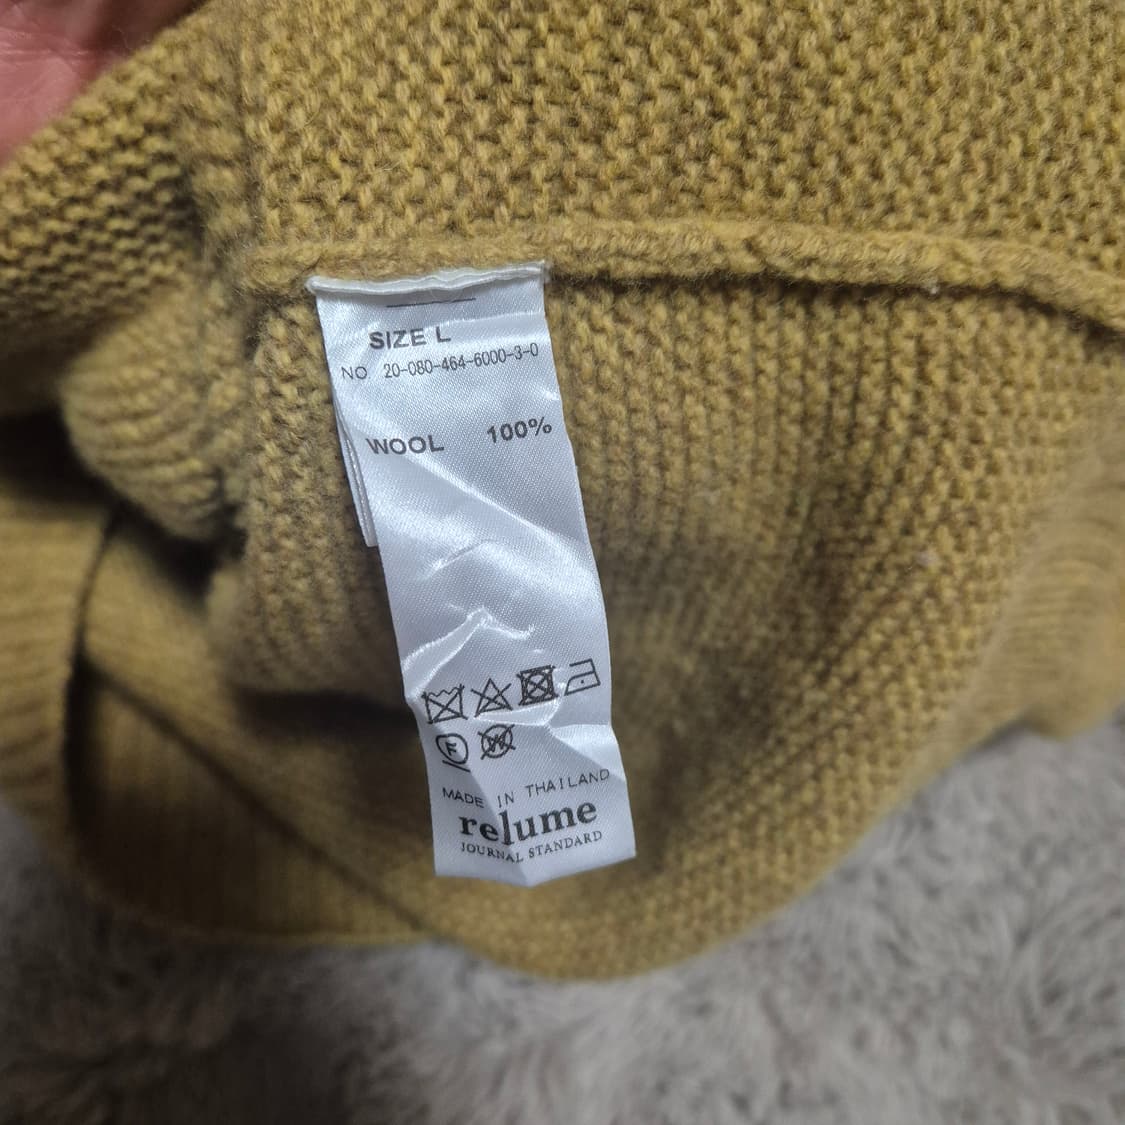 SIZE L
NO 20-080-464-6000-3-0
WOOL 100%
F W
MADE IN THAILAND
relume
JOURNAL STANDARD